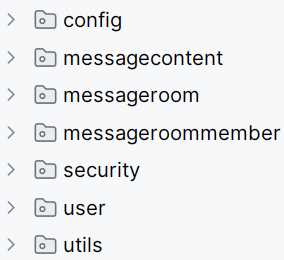 config
messagecontent
messageroom
messageroommember
security
user
utils